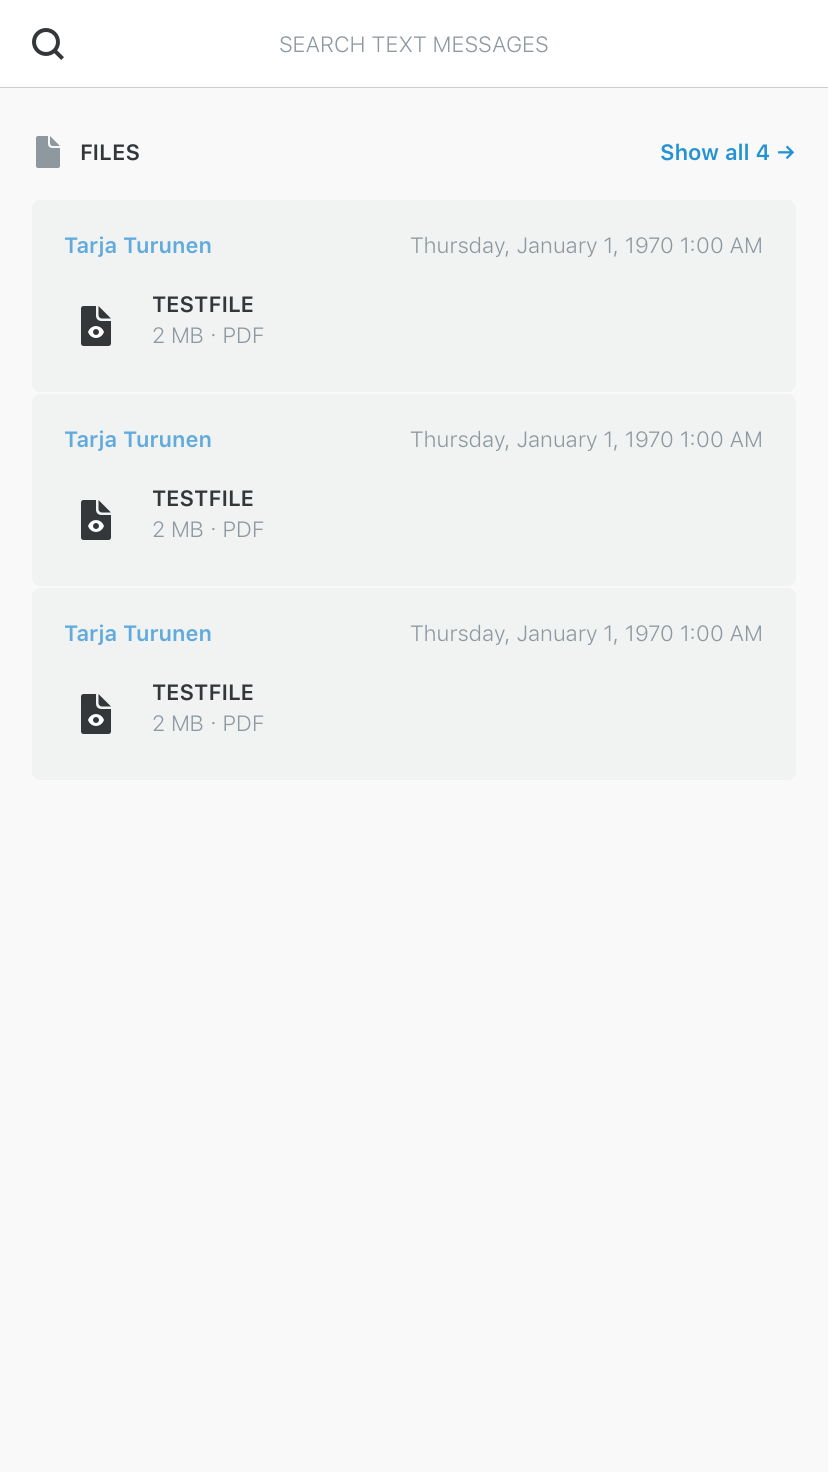 SEARCH TEXT MESSAGES
FILES
Show all 4 →
Tarja Turunen
Thursday, January 1, 1970 1:00 AM
TESTFILE
2 MB · PDF
Tarja Turunen
Thursday, January 1, 1970 1:00 AM
TESTFILE
2 MB · PDF
Tarja Turunen
Thursday, January 1, 1970 1:00 AM
TESTFILE
2 MB · PDF